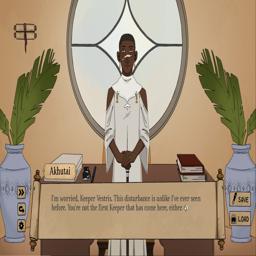 Akhutai
I'm worried, Keeper Vestris. This disturbance is unlike I've ever seen
before. You're not the first Keeper that has come here, either
SAVE
LOAD